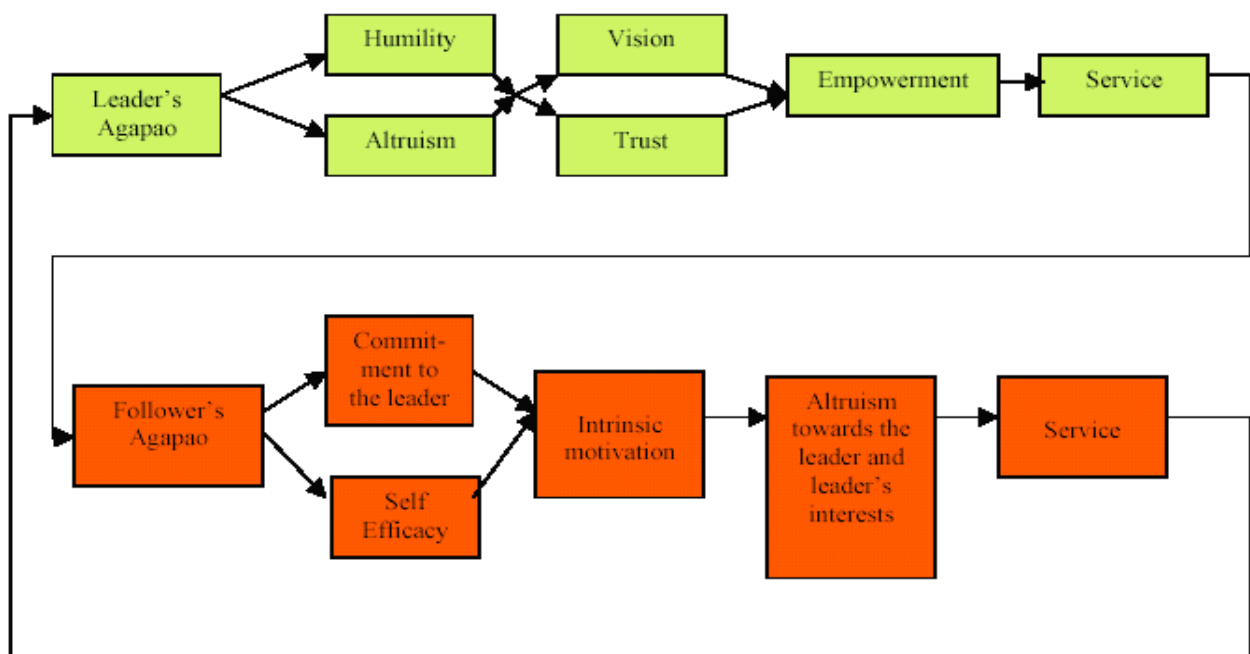 Humility
Vision
Leader's
Agapao
Empowerment
Service
Altruism
Trust
Commit-
ment to
the leader
Follower's
Agapao
Self
Efficacy
Intrinsic
motivation
Altruism
towards the
leader and
leader's
interests
Service